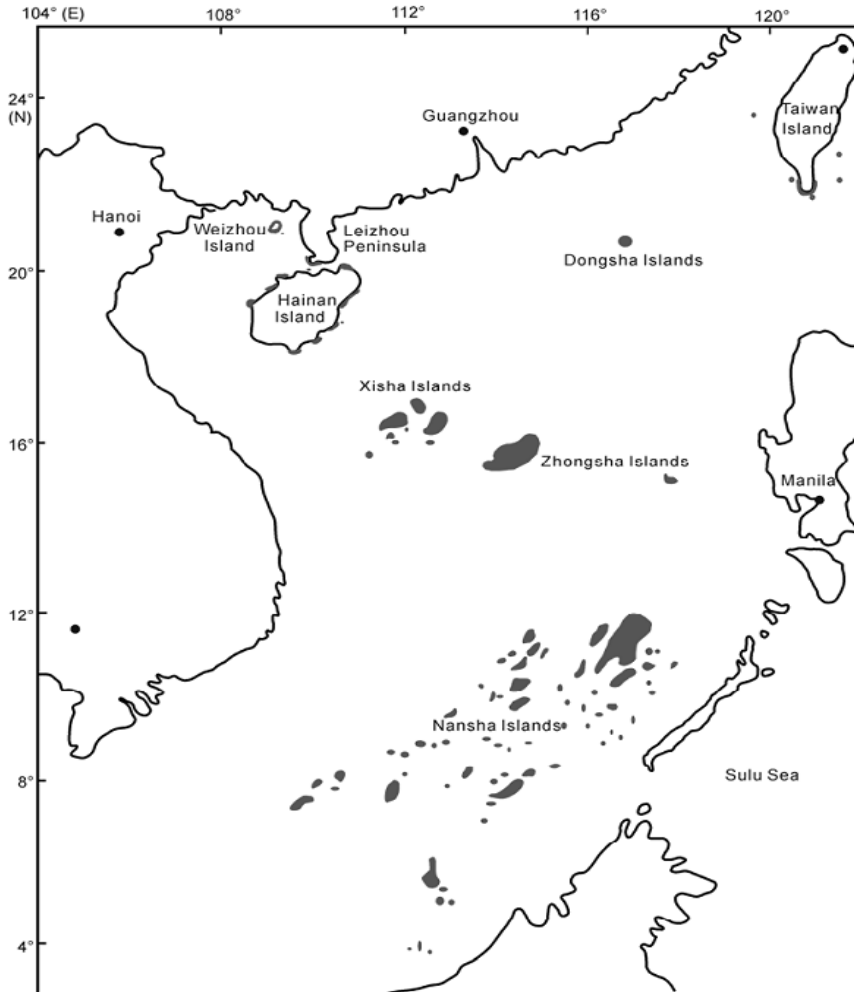 104° (E)
108°
112°
116°
120°
24°
(N)
Guangzhou
Taiwan
Island
Hanoi
Weizhou
Island
Leizhou
Peninsula
20°
Dongsha Islands
Hainan
Island
Xisha Islands
16°
Zhongsha Islands
Manila
12°
Nansha Islands
8°
Sulu Sea
4°